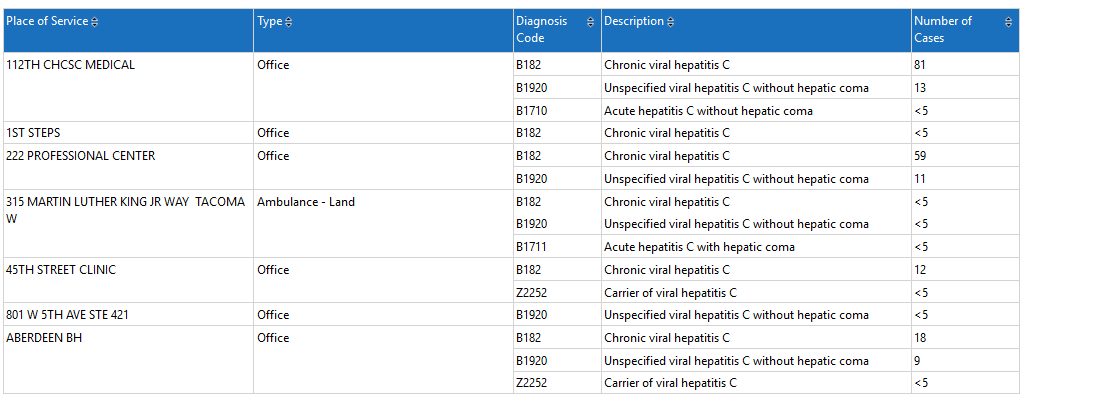 Place of Service Type Diagnosis Code Description Number of Cases
112TH CHCSC MEDICAL Office B182 Chronic viral hepatitis C 81
B1920 Unspecified viral hepatitis C without hepatic coma 13
B1710 Acute hepatitis C without hepatic coma <5
1ST STEPS Office B182 Chronic viral hepatitis C <5
222 PROFESSIONAL CENTER Office B182 Chronic viral hepatitis C 59
B1920 Unspecified viral hepatitis C without hepatic coma 11
315 MARTIN LUTHER KING JR WAY  TACOMA W Ambulance - Land B182 Chronic viral hepatitis C <5
B1920 Unspecified viral hepatitis C without hepatic coma <5
B1711 Acute hepatitis C with hepatic coma <5
45TH STREET CLINIC Office B182 Chronic viral hepatitis C 12
Z2252 Carrier of viral hepatitis C <5
801 W 5TH AVE STE 421 Office B1920 Unspecified viral hepatitis C without hepatic coma <5
ABERDEEN BH Office B182 Chronic viral hepatitis C 18
B1920 Unspecified viral hepatitis C without hepatic coma 9
Z2252 Carrier of viral hepatitis C <5